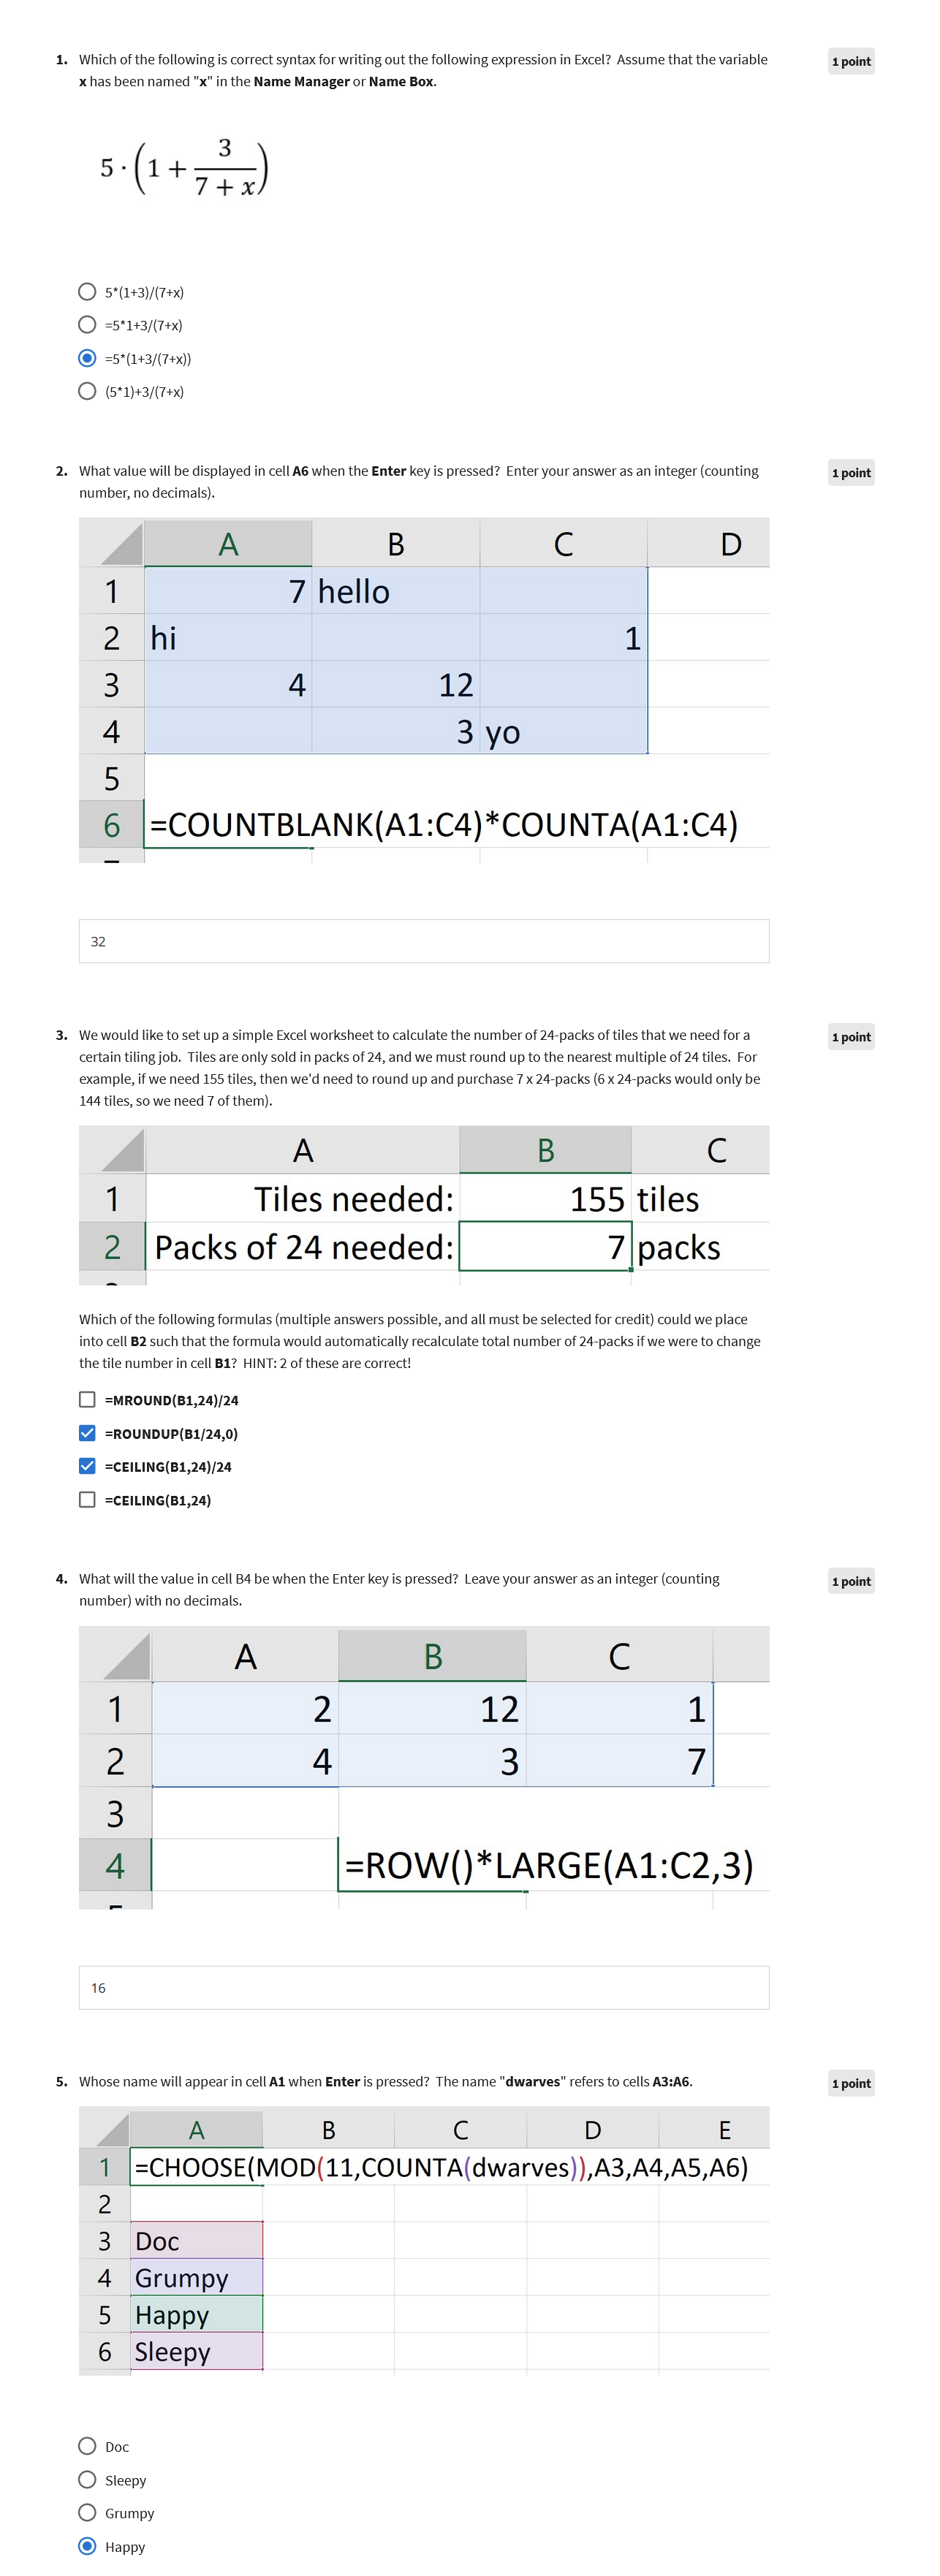 1. Which of the following is correct syntax for writing out the following expression in Excel? Assume that the variable
x has been named "x" in the Name Manager or Name Box.
1 point
5 · (1 + 3/(7 + x))
5*(1+3)/(7+x)
=5*1+3/(7+x)
=5*(1+3/(7+x))
(5*1)+3/(7+x)
2. What value will be displayed in cell A6 when the Enter key is pressed? Enter your answer as an integer (counting
number, no decimals).
1 point
A B C D
1 7 hello
2 hi 1
3 4 12
4 3 yo
5
6 =COUNTBLANK(A1:C4)*COUNTA(A1:C4)
32
3. We would like to set up a simple Excel worksheet to calculate the number of 24-packs of tiles that we need for a
certain tiling job. Tiles are only sold in packs of 24, and we must round up to the nearest multiple of 24 tiles. For
example, if we need 155 tiles, then we'd need to round up and purchase 7 x 24-packs (6 x 24-packs would only be
144 tiles, so we need 7 of them).
1 point
A B C
1 Tiles needed: 155 tiles
2 Packs of 24 needed: 7 packs
Which of the following formulas (multiple answers possible, and all must be selected for credit) could we place
into cell B2 such that the formula would automatically recalculate total number of 24-packs if we were to change
the tile number in cell B1? HINT: 2 of these are correct!
=MROUND(B1,24)/24
=ROUNDUP(B1/24,0)
=CEILING(B1,24)/24
=CEILING(B1,24)
4. What will the value in cell B4 be when the Enter key is pressed? Leave your answer as an integer (counting
number) with no decimals.
1 point
A B C
1 2 12 1
2 4 3 7
3
4 =ROW()*LARGE(A1:C2,3)
16
5. Whose name will appear in cell A1 when Enter is pressed? The name "dwarves" refers to cells A3:A6.
1 point
A B C D E
1 =CHOOSE(MOD(11,COUNTA(dwarves)),A3,A4,A5,A6)
2
3 Doc
4 Grumpy
5 Happy
6 Sleepy
Doc
Sleepy
Grumpy
Happy